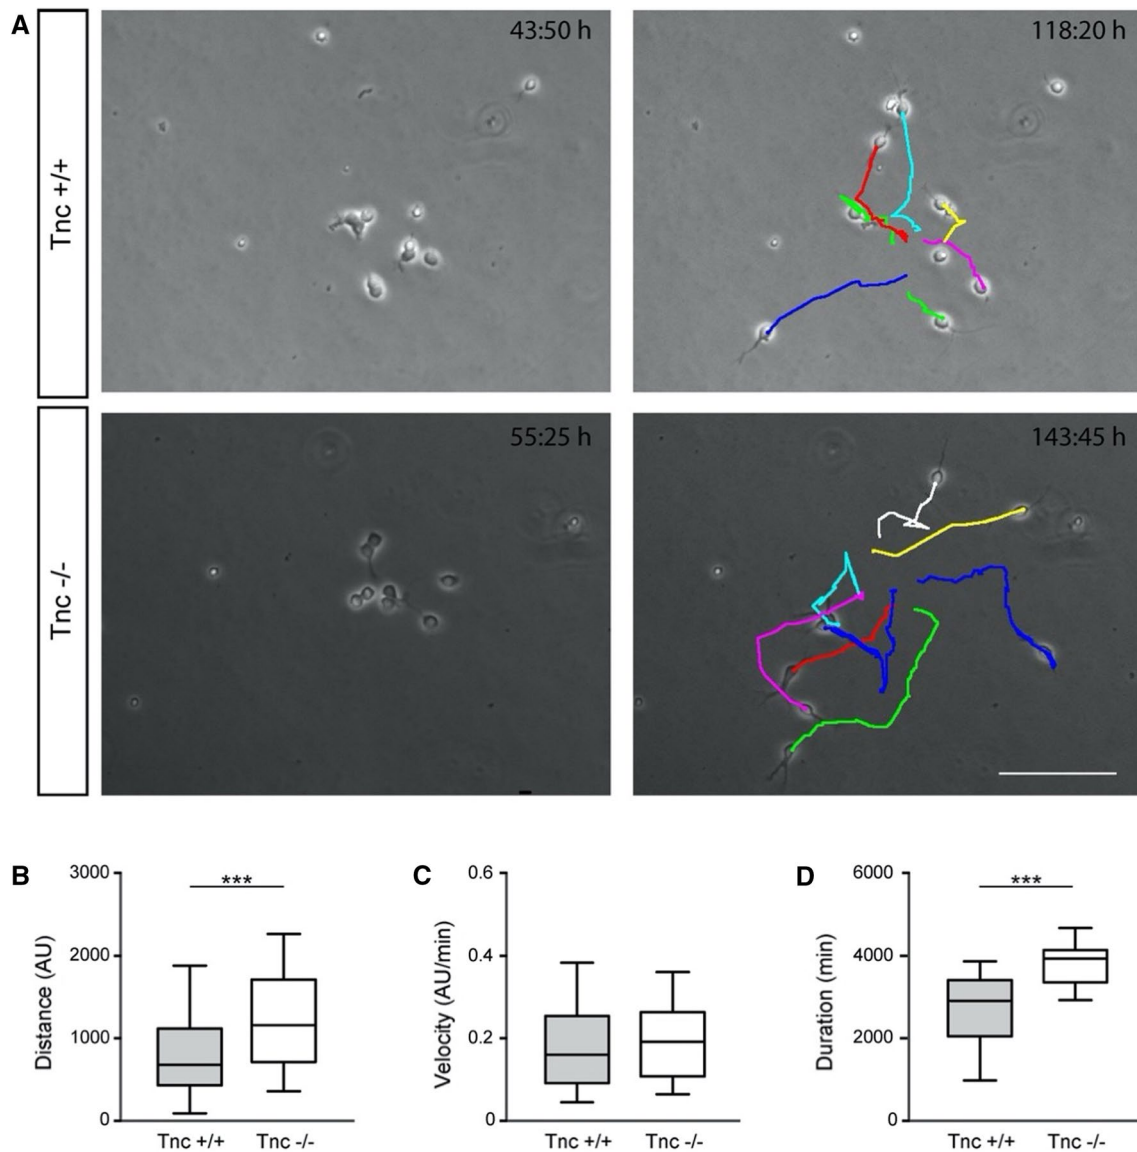 A
Tnc +/+
43:50 h
118:20 h
Tnc -/-
55:25 h
143:45 h
B
Distance (AU)
3000
2000
1000
0
***
Tnc +/+
Tnc -/-
C
Velocity (AU/min)
0.6
0.4
0.2
0
Tnc +/+
Tnc -/-
D
Duration (min)
6000
4000
2000
0
***
Tnc +/+
Tnc -/-